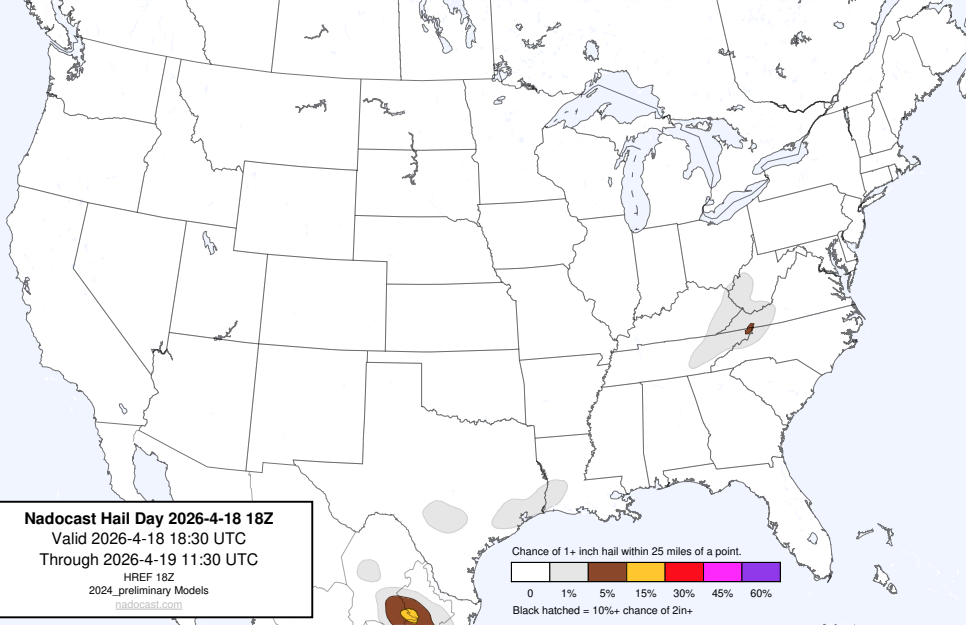 Nadocast Hail Day 2026-4-18 18Z
Valid 2026-4-18 18:30 UTC
Through 2026-4-19 11:30 UTC
HREF 18Z
2024_preliminary Models
nadocast.com
Chance of 1+ inch hail within 25 miles of a point.
0 1% 5% 15% 30% 45% 60%
Black hatched = 10%+ chance of 2in+